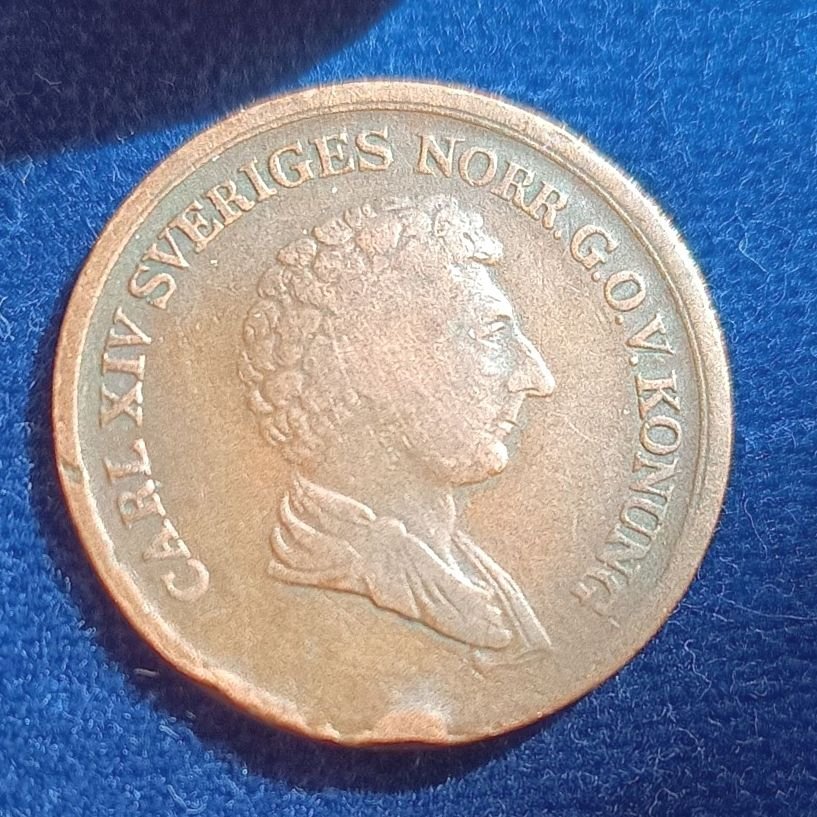 CARL XIV SVERIGES NORR. G. O. V. KONUNG